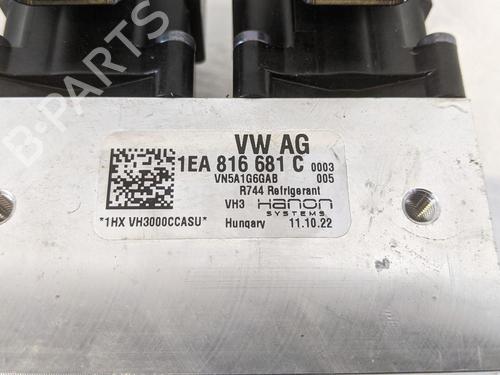 VW AG
1EA 816 681 C 0003
VN5A1G6GAB 005
R744 Refrigerant
VH3 Hanon
SYSTEMS
*1HX VH3000CCASU* Hungary 11.10.22
B-PARTS